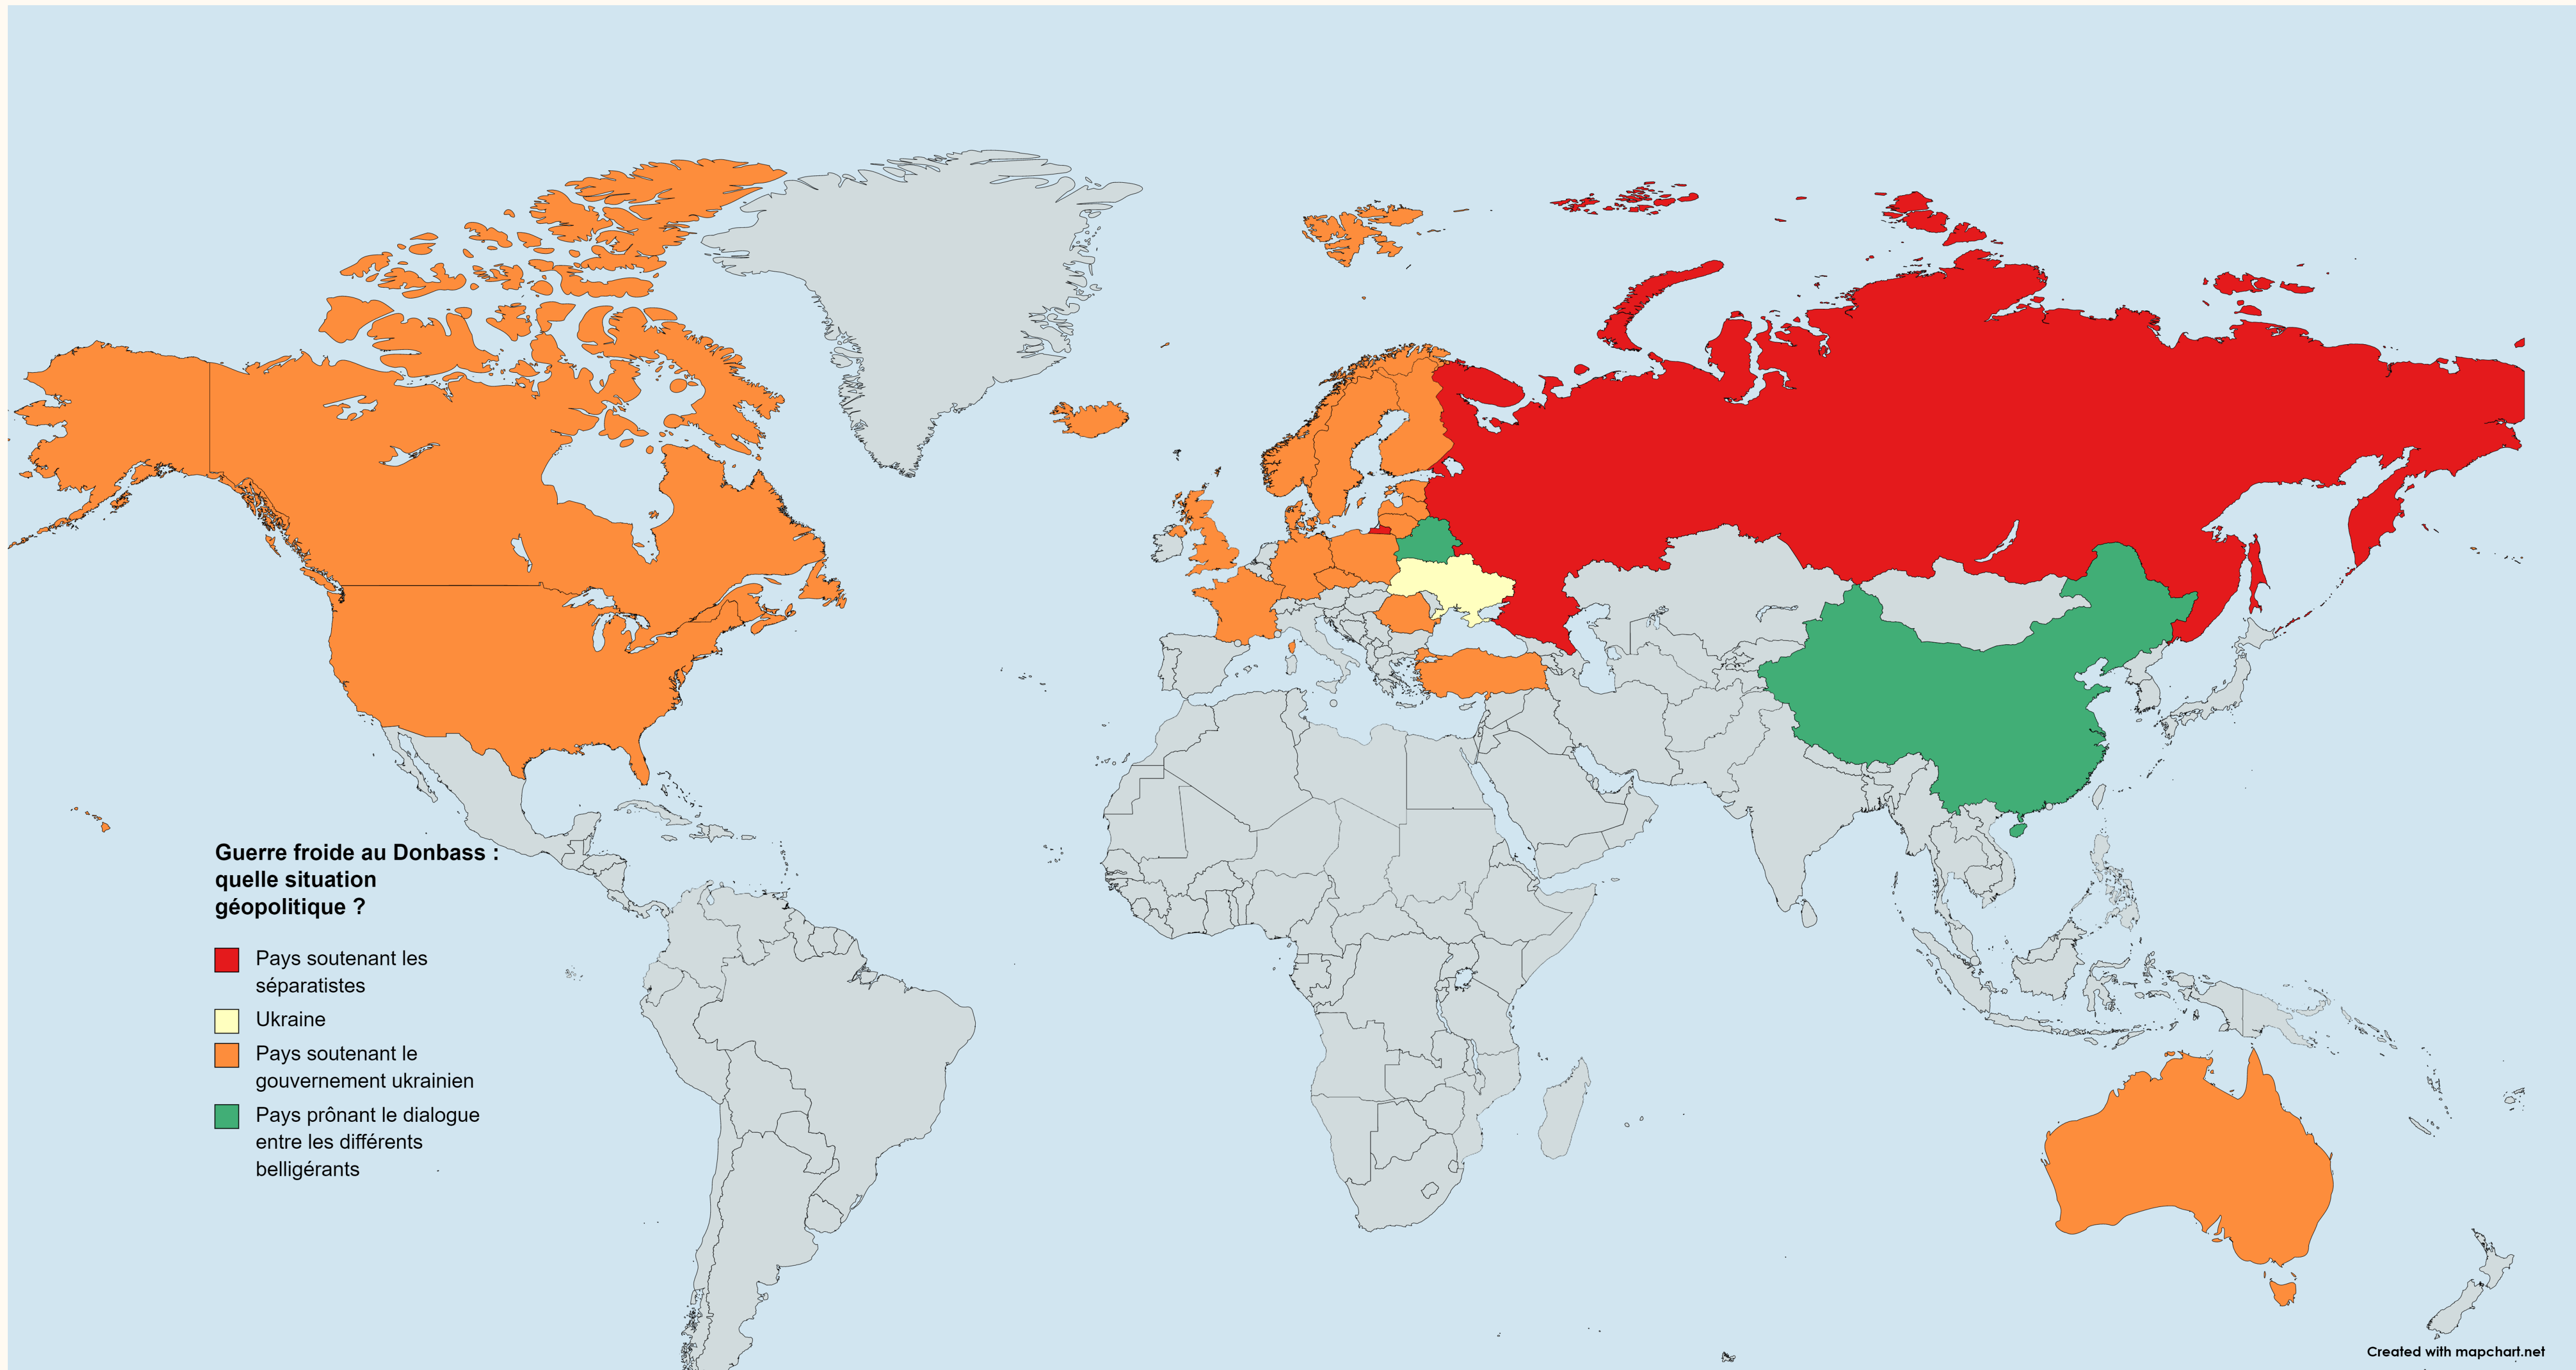 Guerre froide au Donbass :
quelle situation
géopolitique ?
Pays soutenant les
séparatistes
Ukraine
Pays soutenant le
gouvernement ukrainien
Pays prônant le dialogue
entre les différents
belligérants
Created with mapchart.net